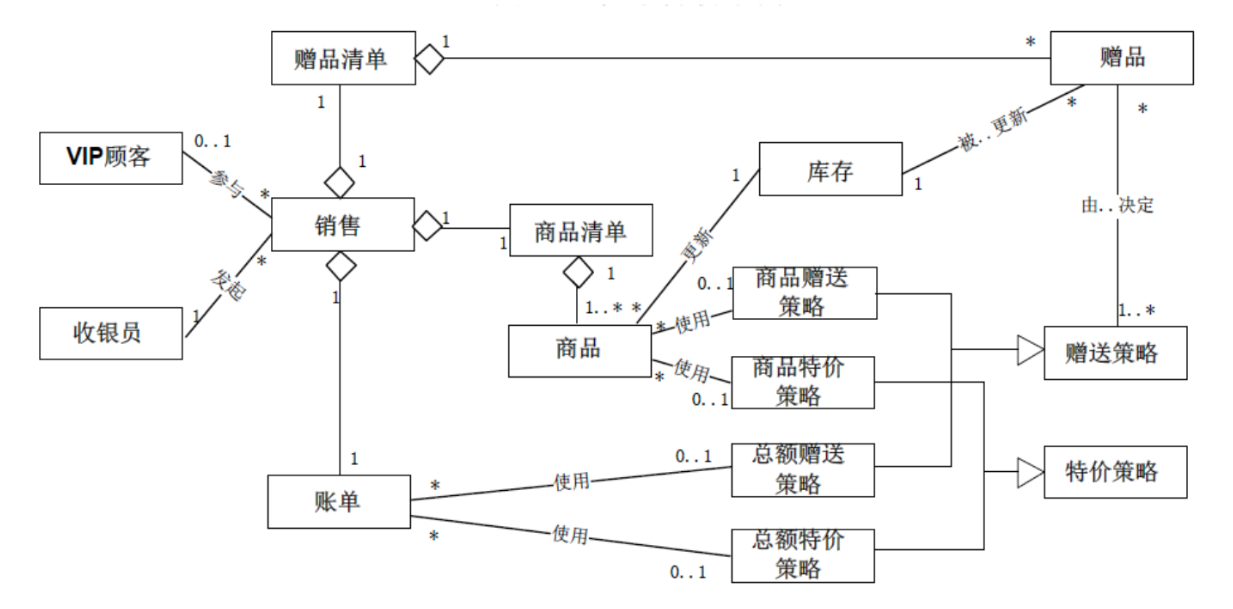 赠品清单
1
*
赠品
1
*
*
VIP顾客
0..1
参与
*
1
被..更新
库存
1
1
由..决定
销售
1
1
商品清单
*
发起
更新
1
1
收银员
1
1..*
*
商品
*
使用
0..1
商品赠送
策略
1..*
赠送策略
*
使用
0..1
商品特价
策略
1
账单
*
使用
0..1
总额赠送
策略
特价策略
*
使用
0..1
总额特价
策略